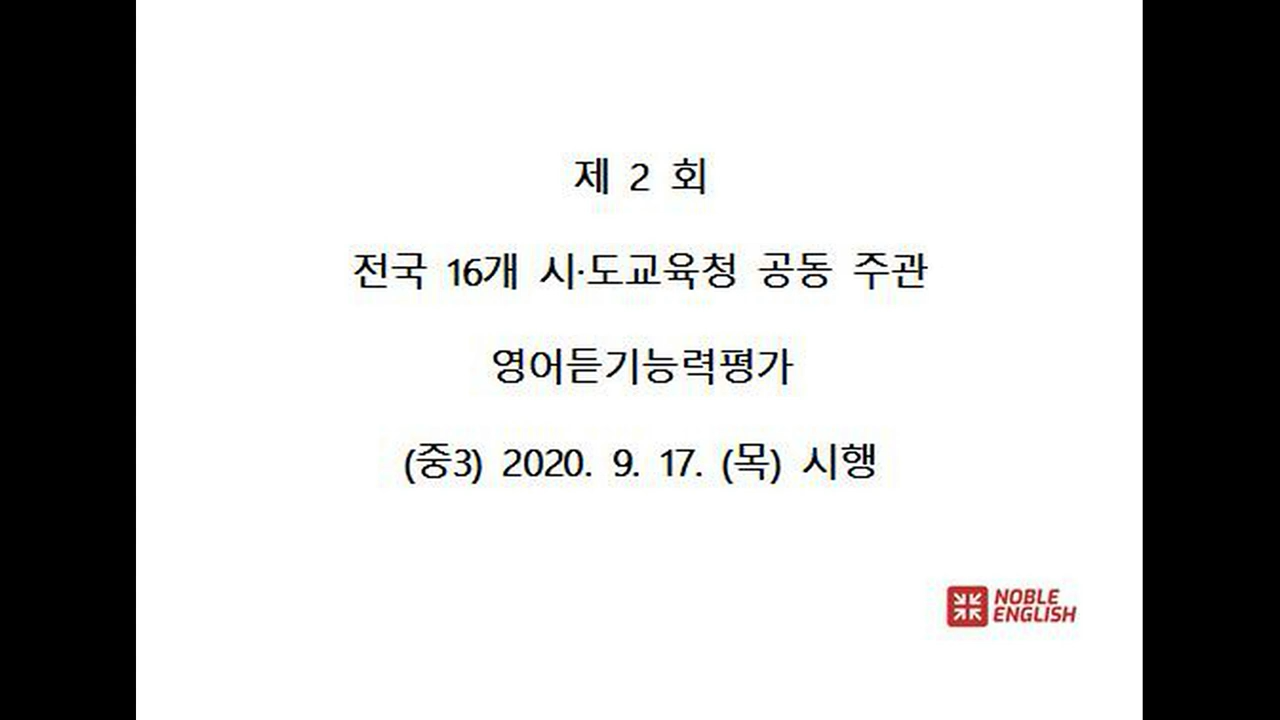 제 2 회
전국 16개 시·도교육청 공동 주관
영어듣기능력평가
(중3) 2020. 9. 17. (목) 시행
NOBLE
ENGLISH